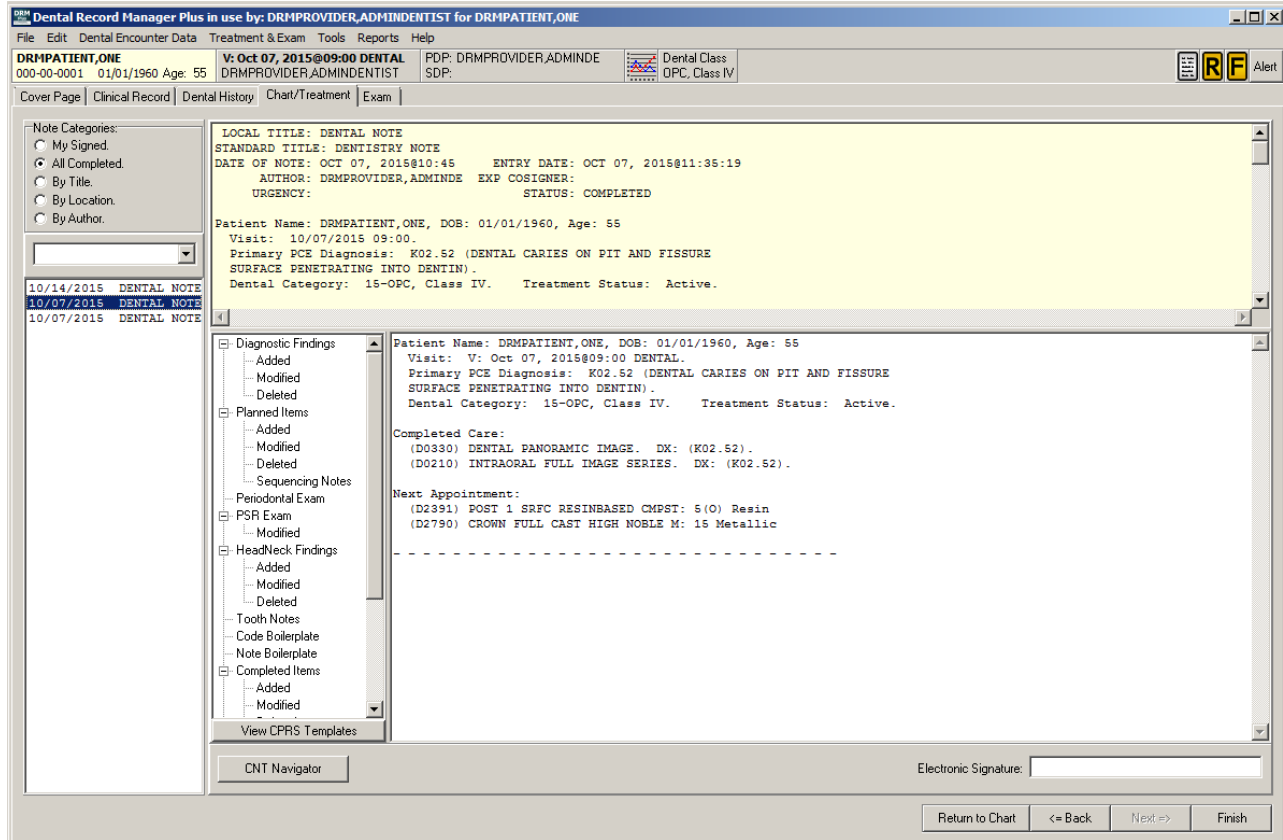 Dental Record Manager Plus in use by: DRMPROVIDER,ADMINDENTIST for DRMPATIENT,ONE
File Edit Dental Encounter Data Treatment & Exam Tools Reports Help
DRMPATIENT,ONE
000-00-0001 01/01/1960 Age: 55
V: Oct 07, 2015@09:00 DENTAL
DRMPROVIDER,ADMINDENTIST
PDP: DRMPROVIDER,ADMINDE
SDP:
Dental Class
OPC, Class IV
R F Alert
Cover Page Clinical Record Dental History Chart/Treatment Exam
Note Categories:
My Signed.
All Completed.
By Title.
By Location.
By Author.
10/14/2015 DENTAL NOTE
10/07/2015 DENTAL NOTE
10/07/2015 DENTAL NOTE
LOCAL TITLE: DENTAL NOTE
STANDARD TITLE: DENTISTRY NOTE
DATE OF NOTE: OCT 07, 2015@10:45 ENTRY DATE: OCT 07, 2015@11:35:19
AUTHOR: DRMPROVIDER,ADMINDE EXP COSIGNER:
URGENCY: STATUS: COMPLETED
Patient Name: DRMPATIENT,ONE, DOB: 01/01/1960, Age: 55
Visit: 10/07/2015 09:00.
Primary PCE Diagnosis: K02.52 (DENTAL CARIES ON PIT AND FISSURE
SURFACE PENETRATING INTO DENTIN).
Dental Category: 15-OPC, Class IV. Treatment Status: Active.
Diagnostic Findings
Added
Modified
Deleted
Planned Items
Added
Modified
Deleted
Sequencing Notes
Periodontal Exam
PSR Exam
Modified
HeadNeck Findings
Added
Modified
Deleted
Tooth Notes
Code Boilerplate
Note Boilerplate
Completed Items
Added
Modified
View CPRS Templates
Patient Name: DRMPATIENT,ONE, DOB: 01/01/1960, Age: 55
Visit: V: Oct 07, 2015@09:00 DENTAL.
Primary PCE Diagnosis: K02.52 (DENTAL CARIES ON PIT AND FISSURE
SURFACE PENETRATING INTO DENTIN).
Dental Category: 15-OPC, Class IV. Treatment Status: Active.
Completed Care:
(D0330) DENTAL PANORAMIC IMAGE. DX: (K02.52).
(D0210) INTRAORAL FULL IMAGE SERIES. DX: (K02.52).
Next Appointment:
(D2391) POST 1 SRFC RESINBASED CMPST: 5(O) Resin
(D2790) CROWN FULL CAST HIGH NOBLE M: 15 Metallic
- - - - - - - - - - - - - - - - - - - - - - - - - - - - - - -
CNT Navigator
Electronic Signature:
Return to Chart <= Back Next => Finish